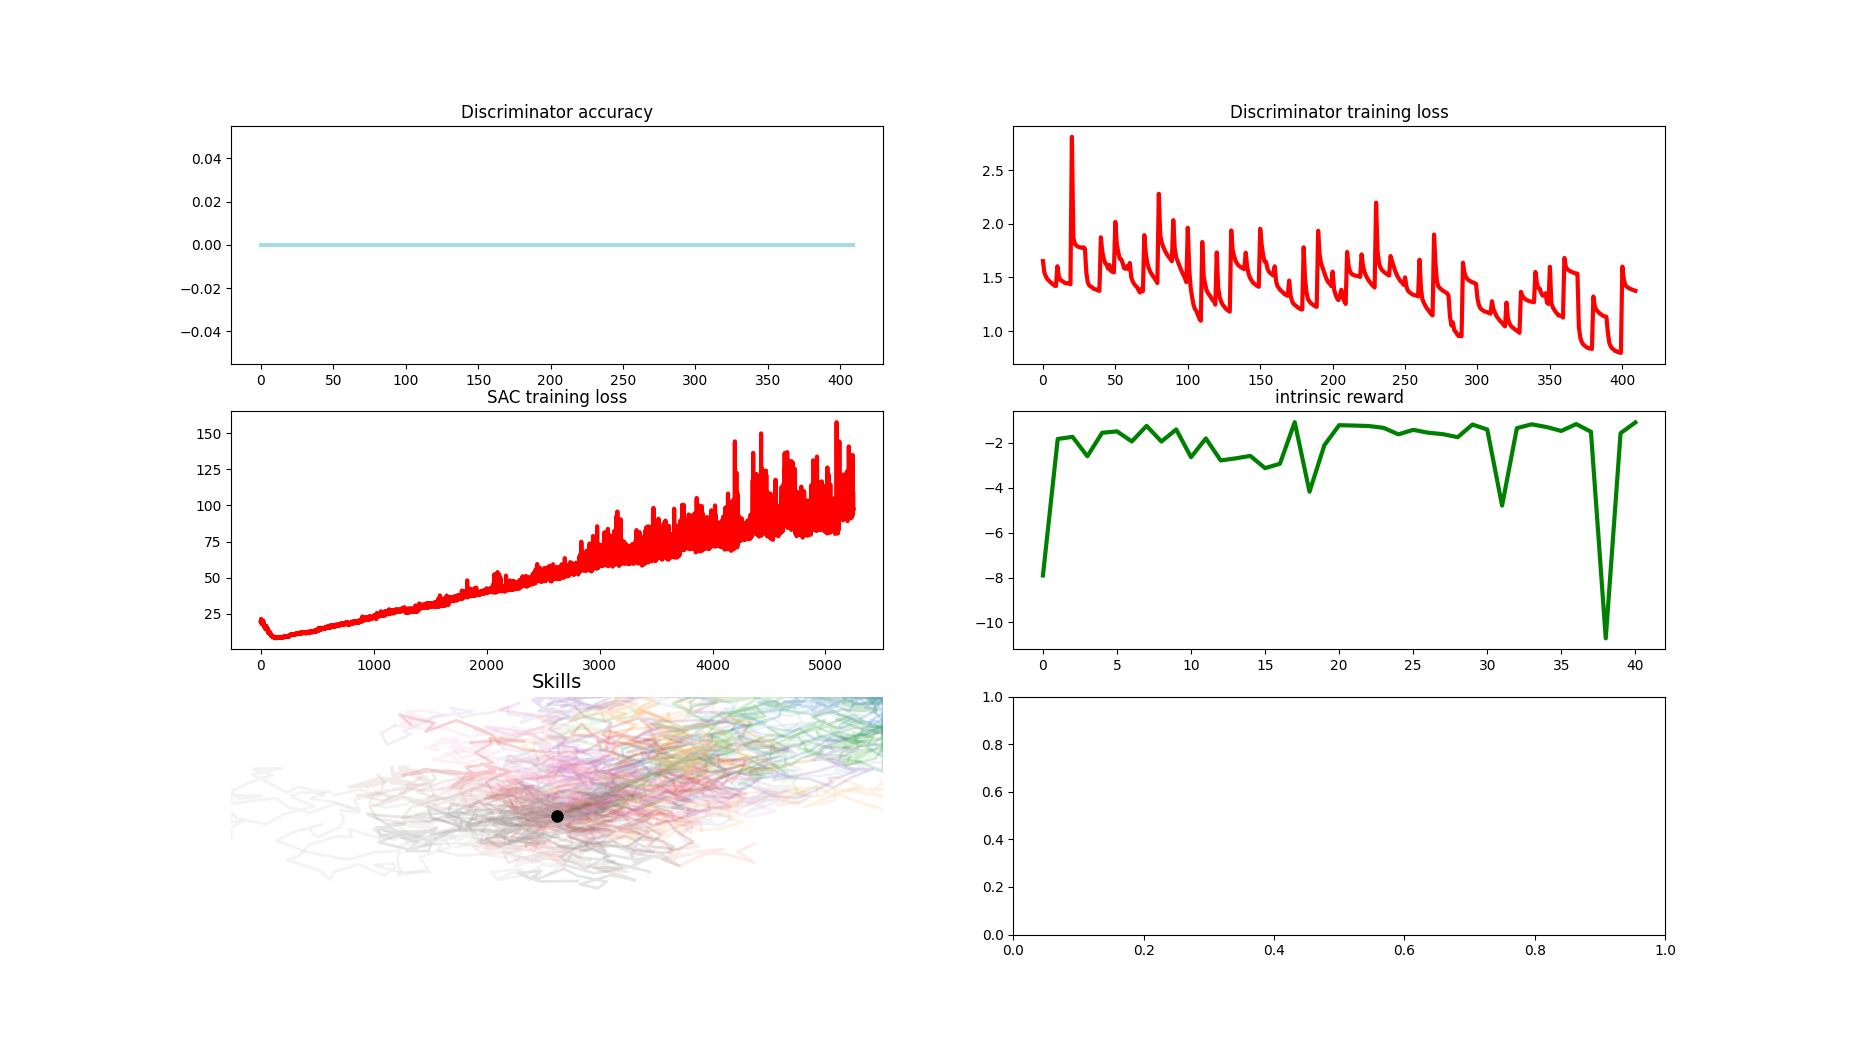 Discriminator accuracy
0.04
0.02
0.00
−0.02
−0.04
0 50 100 150 200 250 300 350 400
Discriminator training loss
2.5
2.0
1.5
1.0
0 50 100 150 200 250 300 350 400
SAC training loss
150
125
100
75
50
25
0 1000 2000 3000 4000 5000
intrinsic reward
−2
−4
−6
−8
−10
0 5 10 15 20 25 30 35 40
Skills
1.0
0.8
0.6
0.4
0.2
0.0
0.0 0.2 0.4 0.6 0.8 1.0